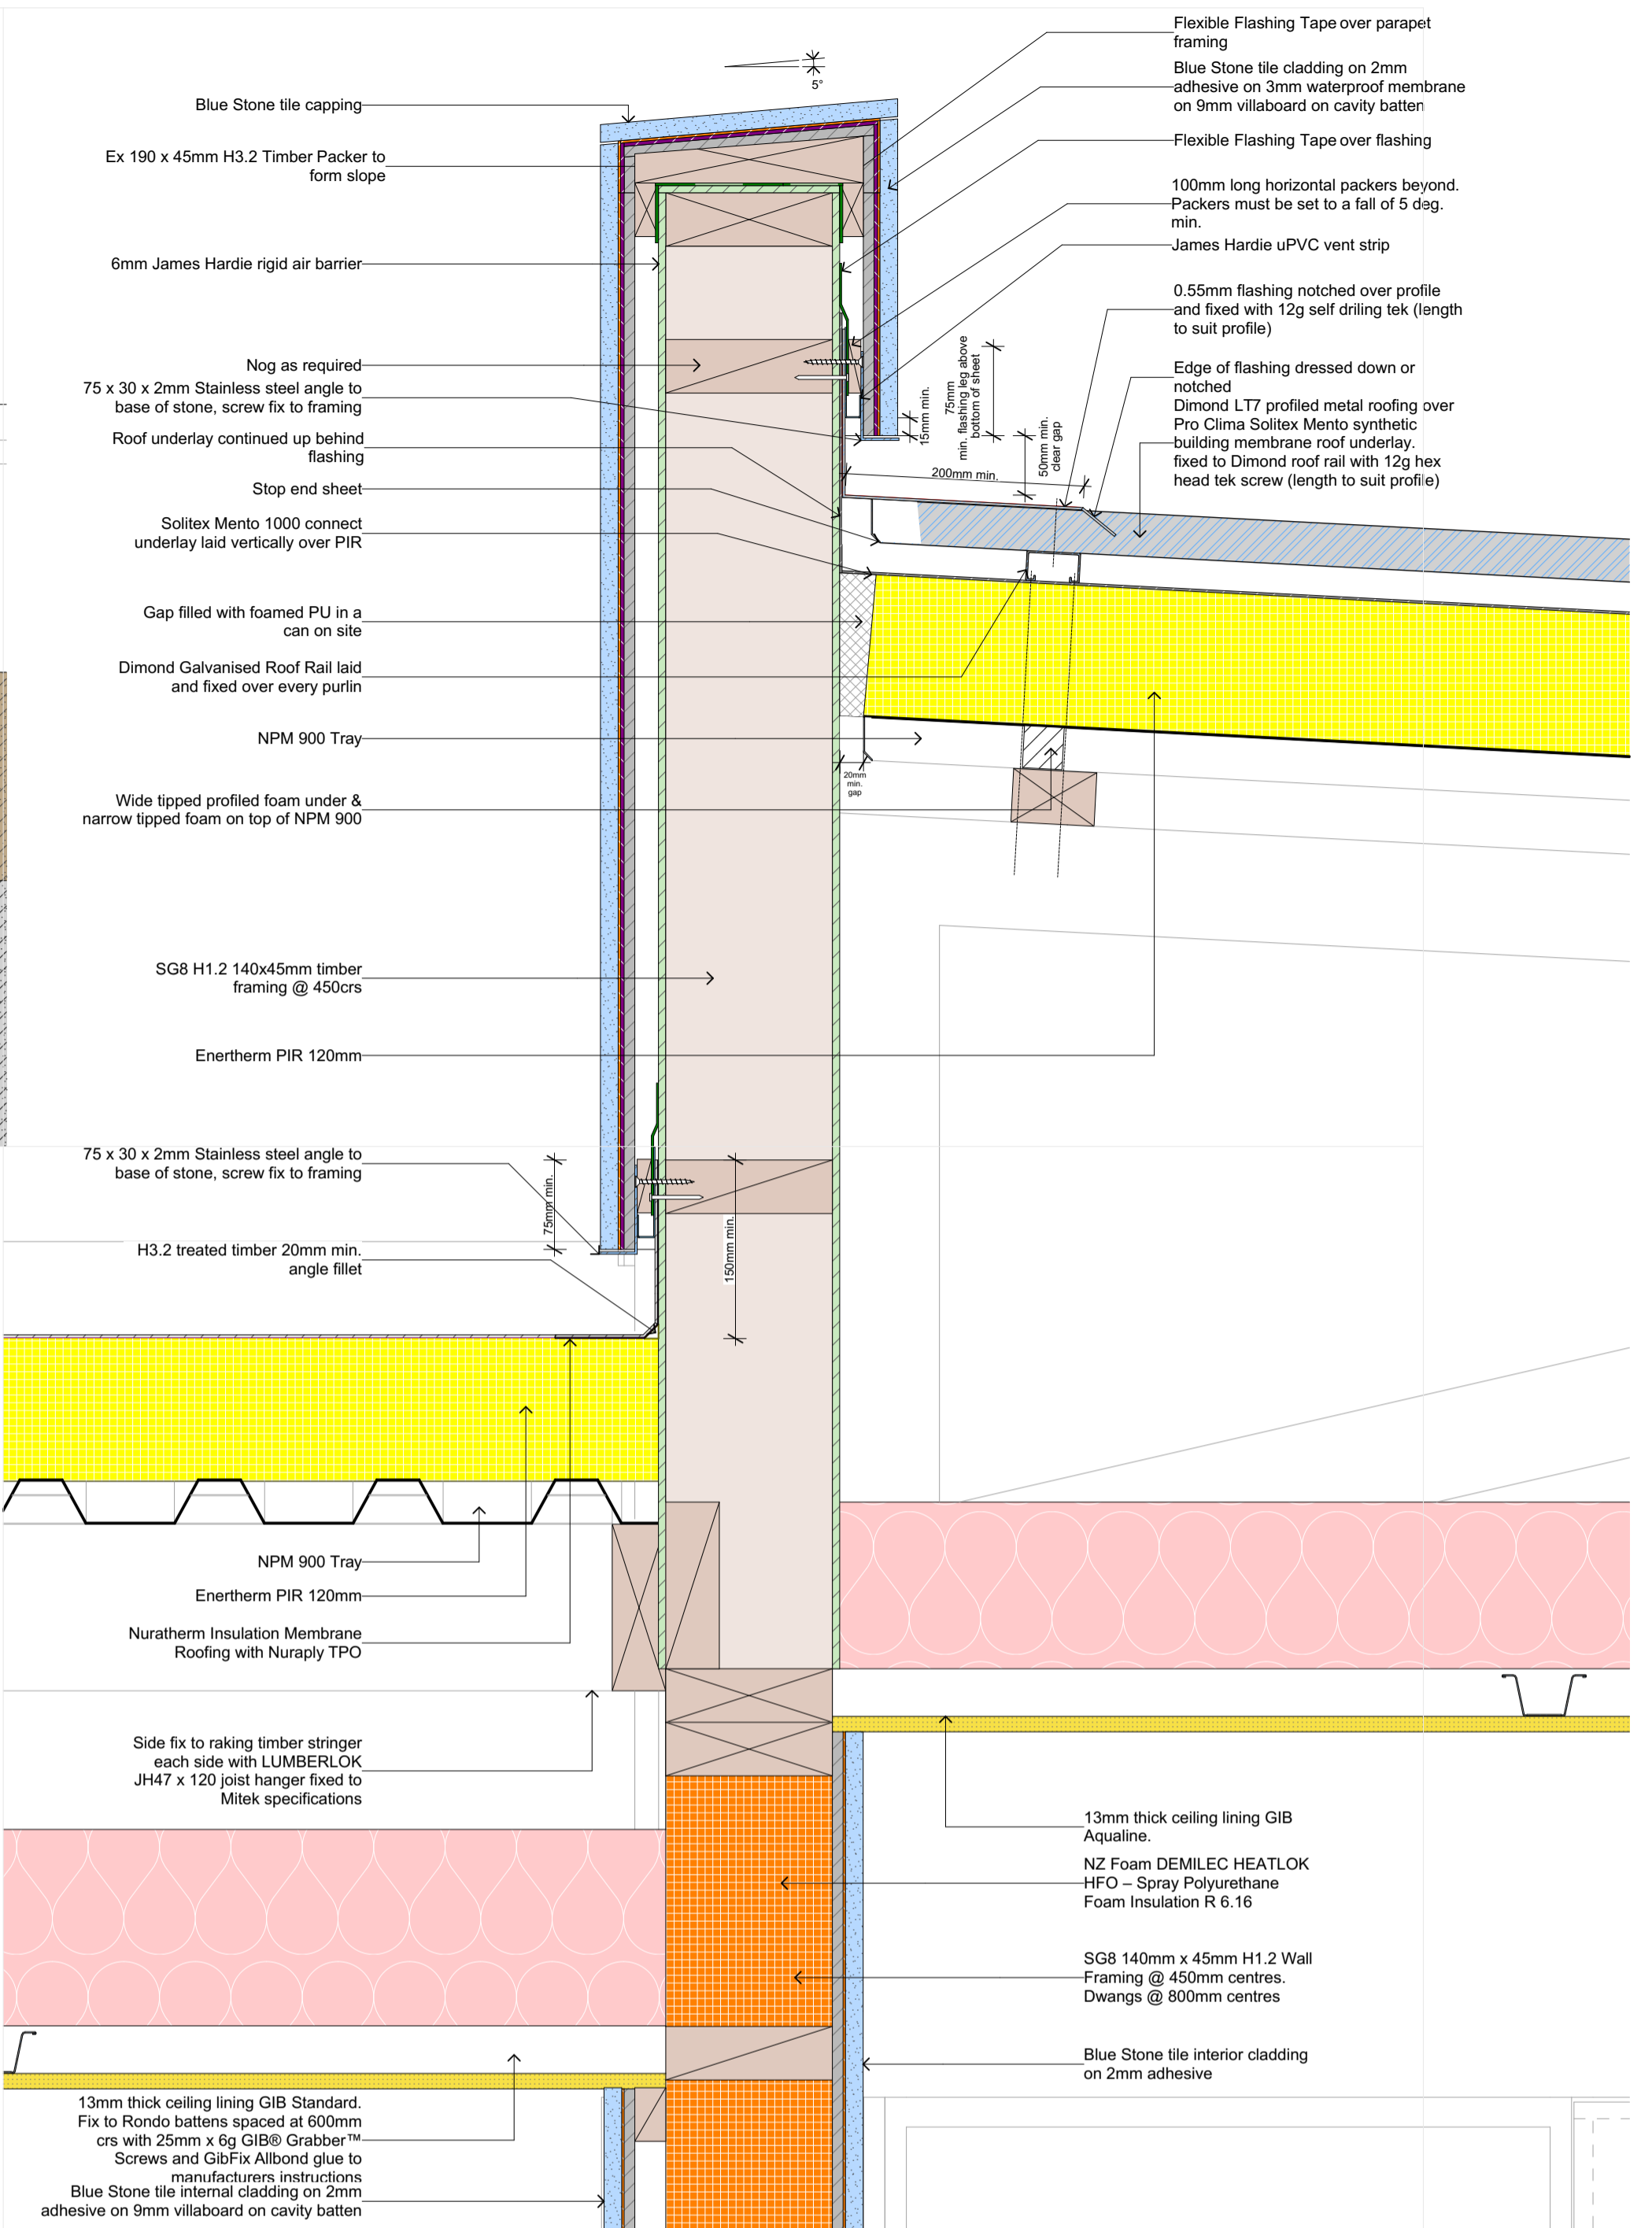 5°
Blue Stone tile capping
Ex 190 x 45mm H3.2 Timber Packer to
form slope
6mm James Hardie rigid air barrier
Nog as required
75 x 30 x 2mm Stainless steel angle to
base of stone, screw fix to framing
Roof underlay continued up behind
flashing
Stop end sheet
Solitex Mento 1000 connect
underlay laid vertically over PIR
Gap filled with foamed PU in a
can on site
Dimond Galvanised Roof Rail laid
and fixed over every purlin
NPM 900 Tray
Wide tipped profiled foam under &
narrow tipped foam on top of NPM 900
SG8 H1.2 140x45mm timber
framing @ 450crs
Enertherm PIR 120mm
75 x 30 x 2mm Stainless steel angle to
base of stone, screw fix to framing
H3.2 treated timber 20mm min.
angle fillet
NPM 900 Tray
Enertherm PIR 120mm
Nuratherm Insulation Membrane
Roofing with Nuraply TPO
Side fix to raking timber stringer
each side with LUMBERLOK
JH47 x 120 joist hanger fixed to
Mitek specifications
13mm thick ceiling lining GIB Standard.
Fix to Rondo battens spaced at 600mm
crs with 25mm x 6g GIB® Grabber™
Screws and GibFix Allbond glue to
manufacturers instructions
Blue Stone tile internal cladding on 2mm
adhesive on 9mm villaboard on cavity batten
75mm min.
150mm min.
15mm min.
75mm
min. flashing leg above
bottom of sheet
50mm min.
clear gap
200mm min.
20mm
min.
gap
Flexible Flashing Tape over parapet
framing
Blue Stone tile cladding on 2mm
adhesive on 3mm waterproof membrane
on 9mm villaboard on cavity batten
Flexible Flashing Tape over flashing
100mm long horizontal packers beyond.
Packers must be set to a fall of 5 deg.
min.
James Hardie uPVC vent strip
0.55mm flashing notched over profile
and fixed with 12g self driling tek (length
to suit profile)
Edge of flashing dressed down or
notched
Dimond LT7 profiled metal roofing over
Pro Clima Solitex Mento synthetic
building membrane roof underlay.
fixed to Dimond roof rail with 12g hex
head tek screw (length to suit profile)
13mm thick ceiling lining GIB
Aqualine.
NZ Foam DEMILEC HEATLOK
HFO – Spray Polyurethane
Foam Insulation R 6.16
SG8 140mm x 45mm H1.2 Wall
Framing @ 450mm centres.
Dwangs @ 800mm centres
Blue Stone tile interior cladding
on 2mm adhesive